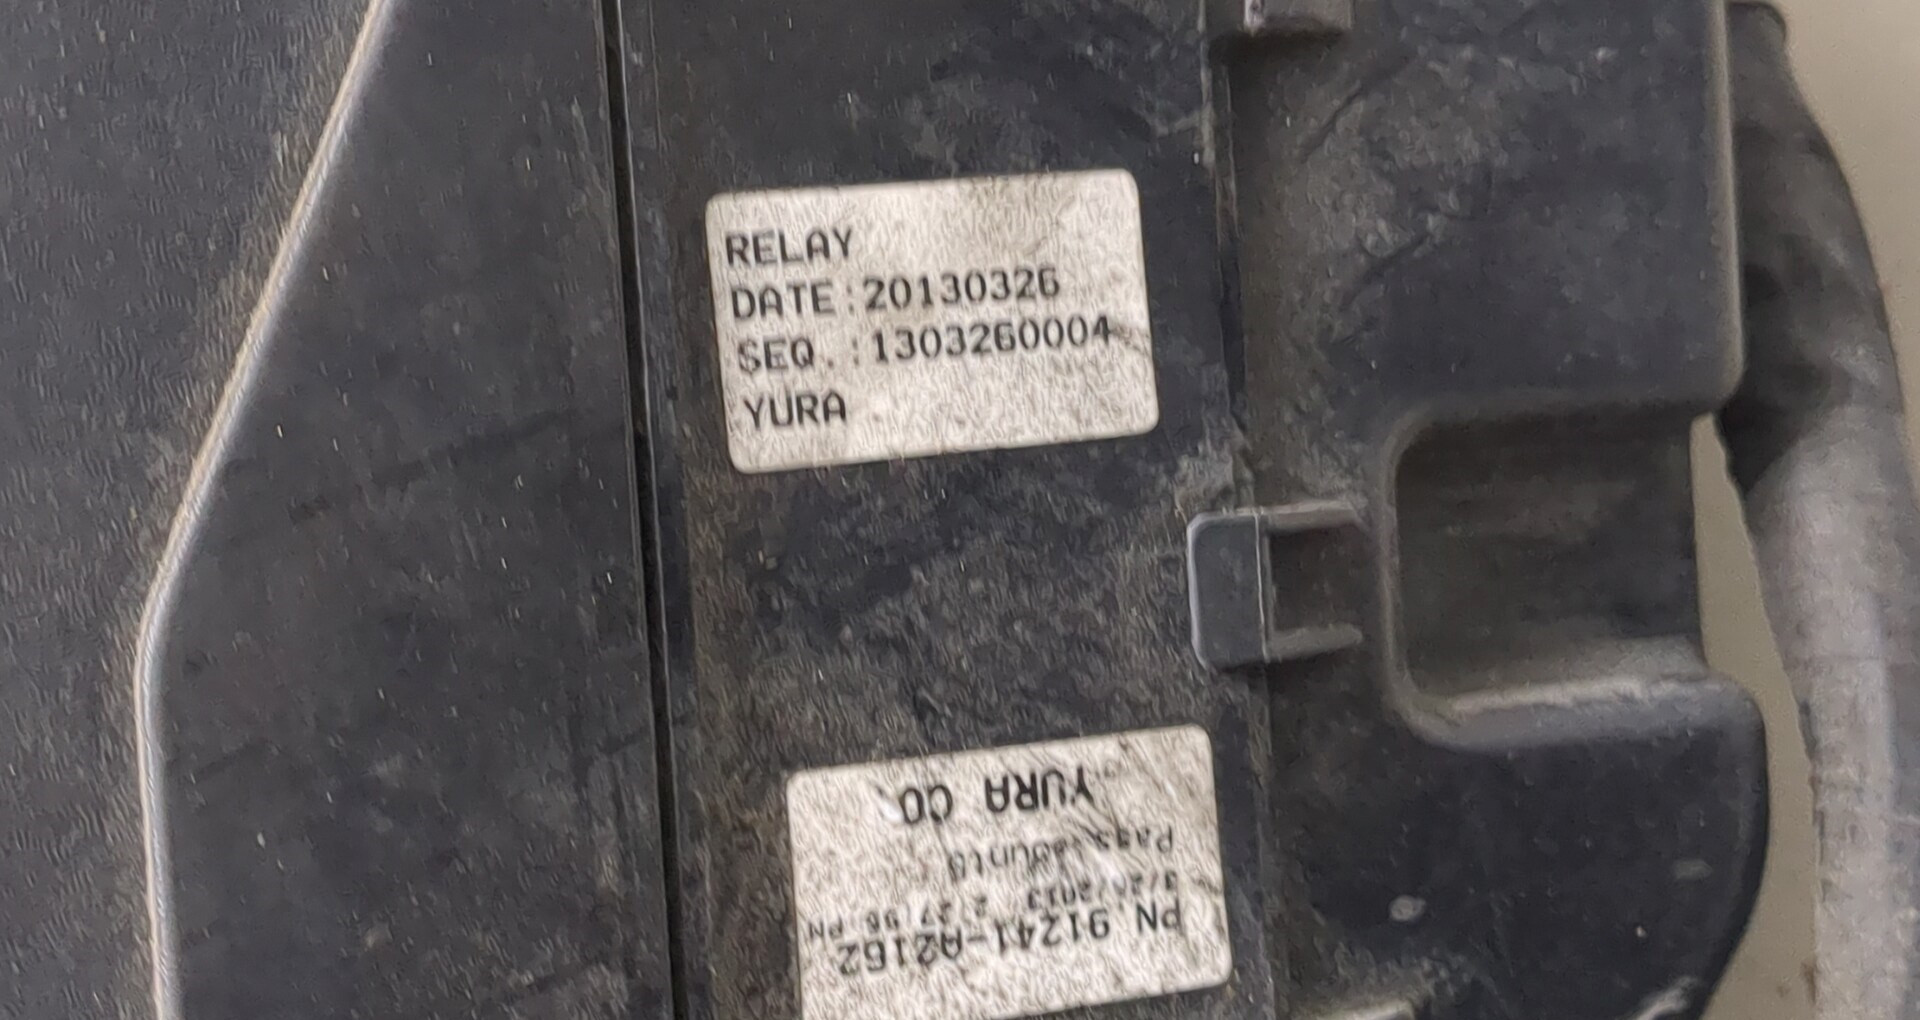 RELAY
DATE:20130326
SEQ.:1303260004
YURA
PN 91241-A2162
YURA CO.